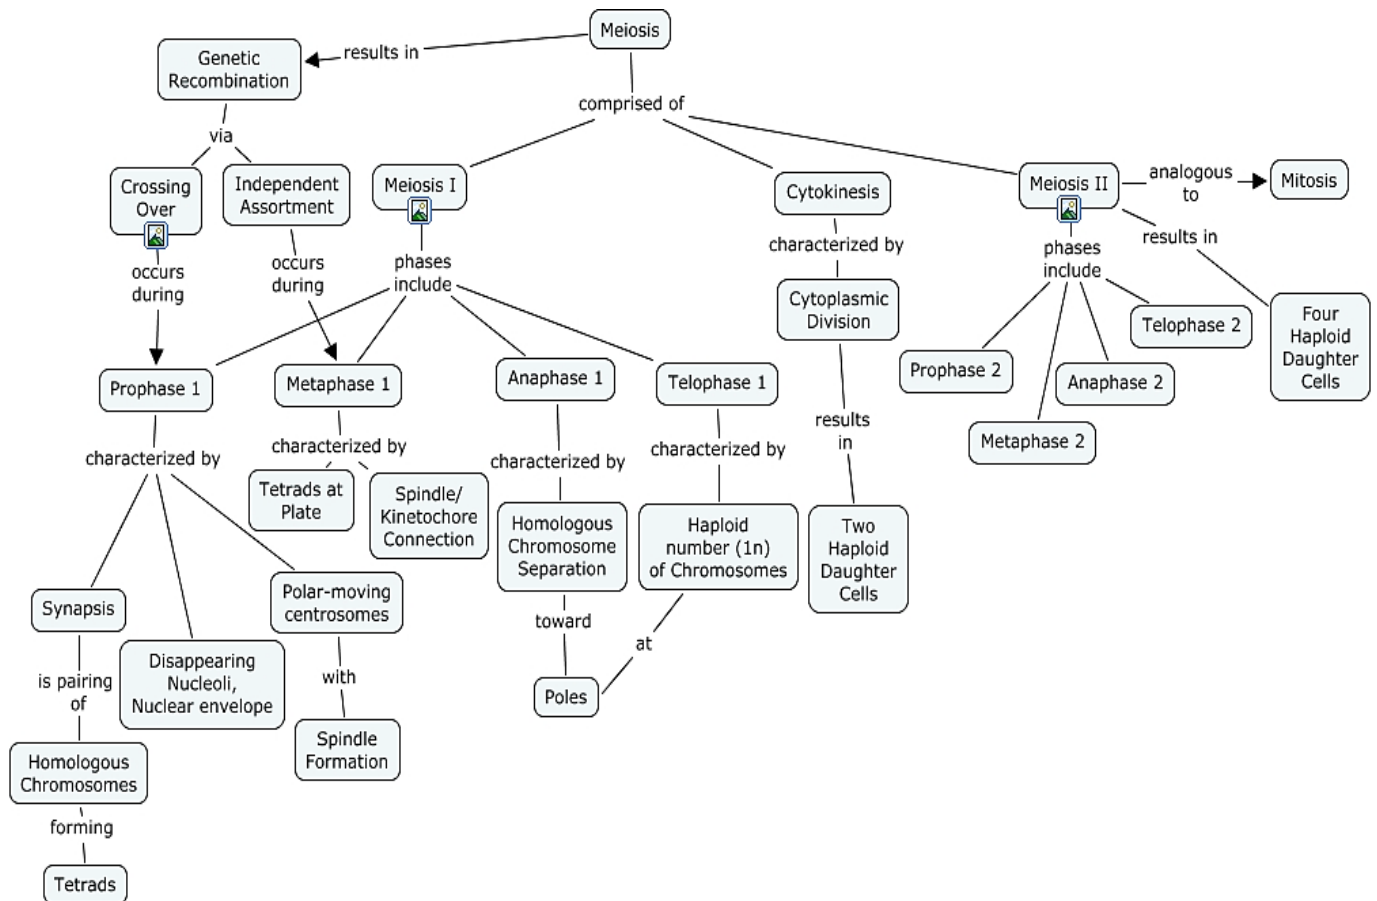 Meiosis
results in
Genetic
Recombination
comprised of
via
Crossing
Over
Independent
Assortment
Meiosis I
Cytokinesis
Meiosis II
analogous
to
Mitosis
occurs
during
occurs
during
phases
include
characterized by
phases
include
results in
Cytoplasmic
Division
Four
Haploid
Daughter
Cells
Telophase 2
Prophase 2
Anaphase 2
Metaphase 2
Prophase 1
Metaphase 1
Anaphase 1
Telophase 1
results
in
characterized by
characterized by
characterized by
characterized by
Tetrads at
Plate
Spindle/
Kinetochore
Connection
Homologous
Chromosome
Separation
Haploid
number (1n)
of Chromosomes
Two
Haploid
Daughter
Cells
Synapsis
Disappearing
Nucleoli,
Nuclear envelope
Polar-moving
centrosomes
toward
at
is pairing
of
with
Poles
Homologous
Chromosomes
Spindle
Formation
forming
Tetrads